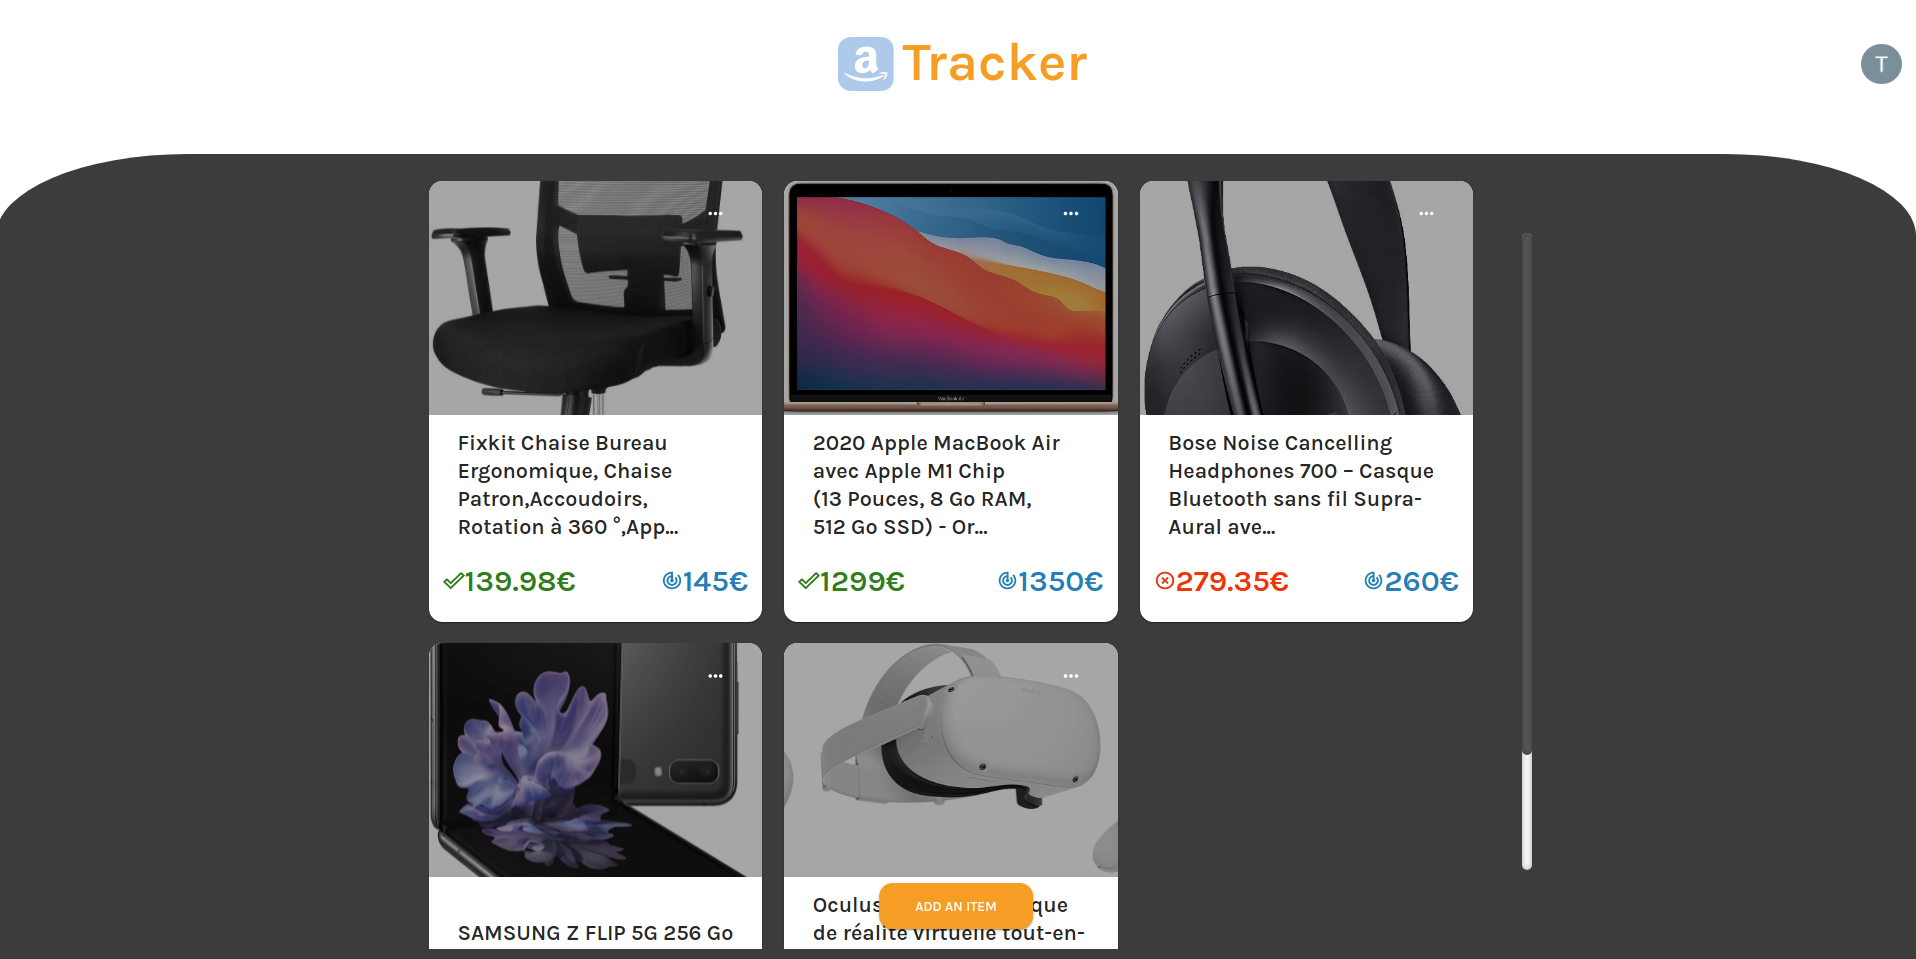 a Tracker
T
Fixkit Chaise Bureau
Ergonomique, Chaise
Patron,Accoudoirs,
Rotation à 360 °,App...
139.98€
145€
2020 Apple MacBook Air
avec Apple M1 Chip
(13 Pouces, 8 Go RAM,
512 Go SSD) - Or...
1299€
1350€
Bose Noise Cancelling
Headphones 700 – Casque
Bluetooth sans fil Supra-
Aural ave...
279.35€
260€
MacBook Air
SAMSUNG Z FLIP 5G 256 Go
Oculus
de réalité virtuelle tout-en-
ADD AN ITEM